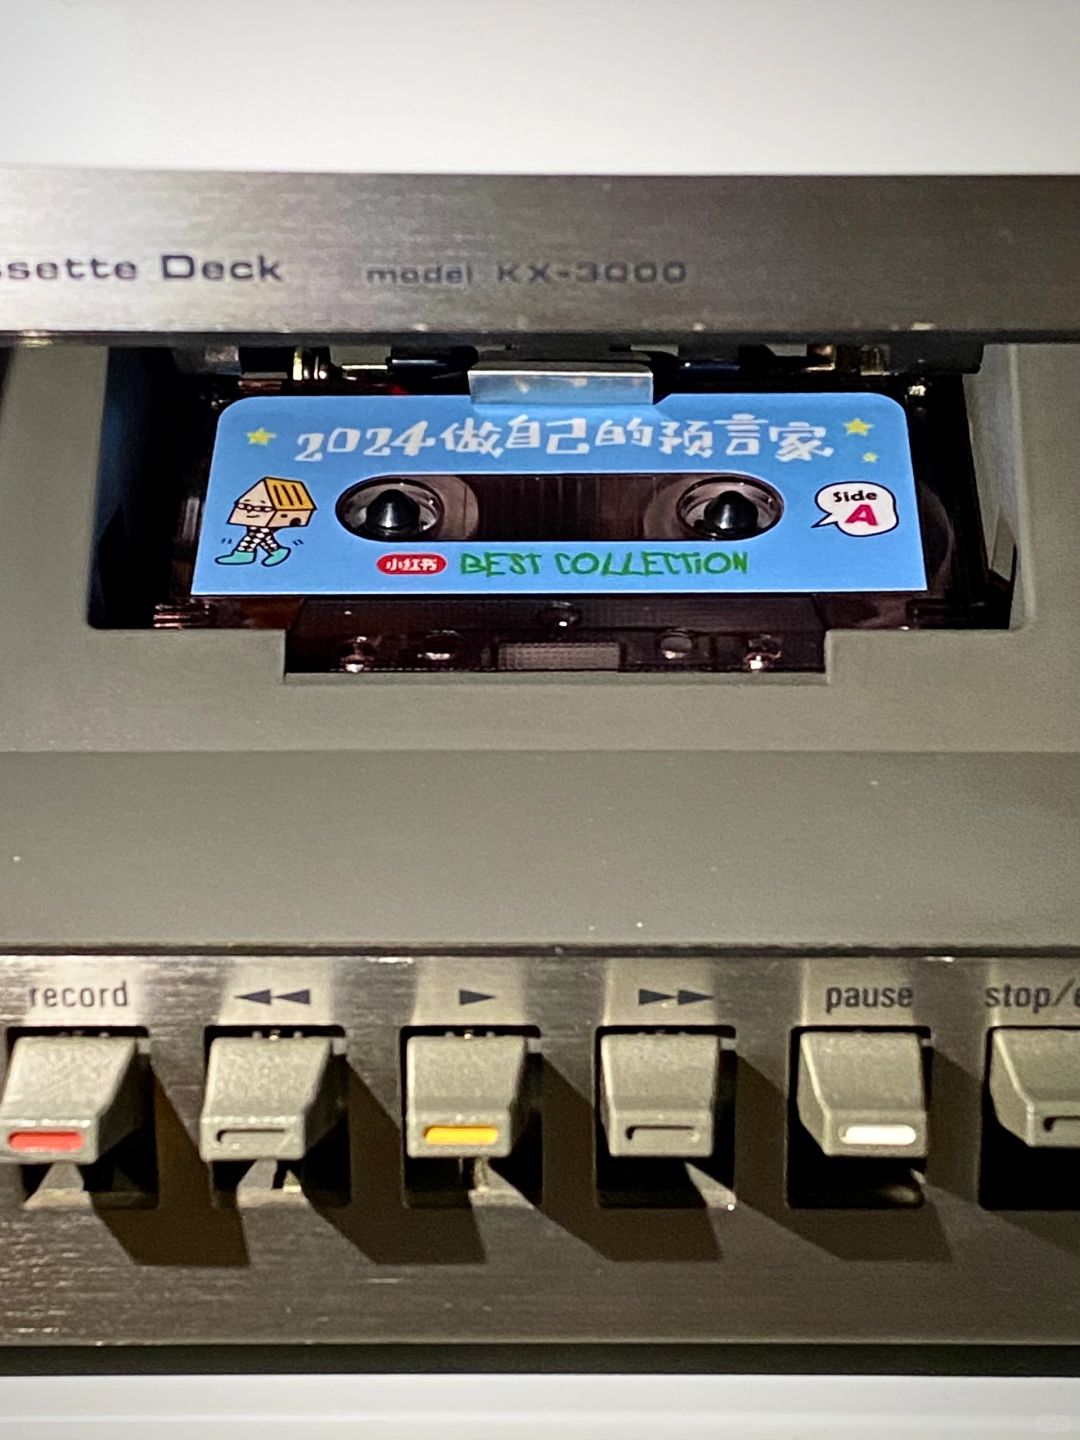 ssette Deck model KX-3000
2024做自己的预言家
Side
A
小红书 BEST COLLECTION
record pause stop/